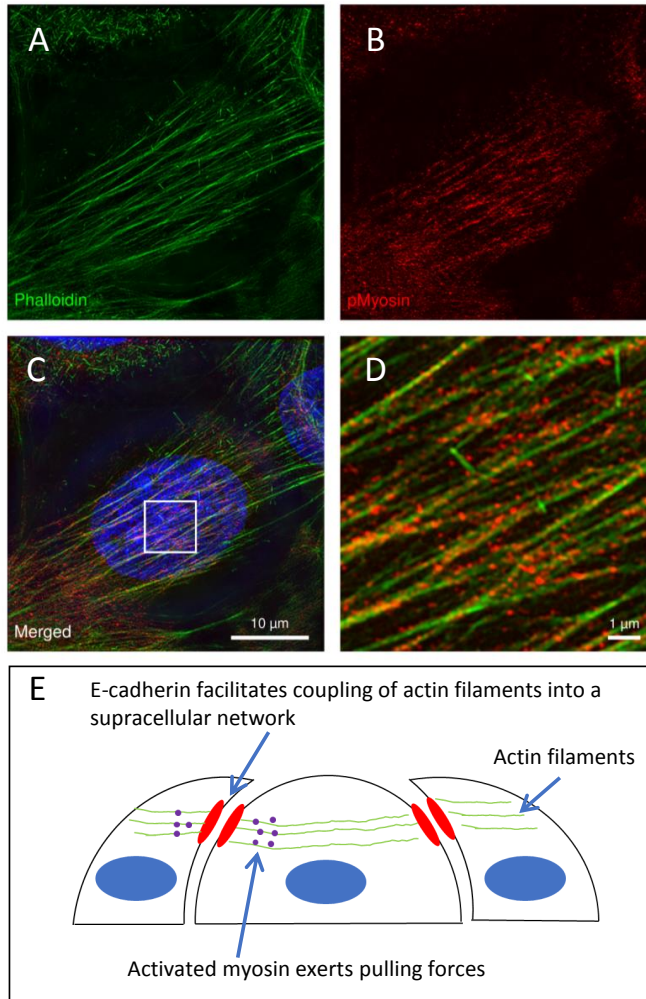 A
B
Phalloidin
pMyosin
C
D
Merged
10 µm
1 µm
E
E-cadherin facilitates coupling of actin filaments into a
supracellular network
Actin filaments
Activated myosin exerts pulling forces